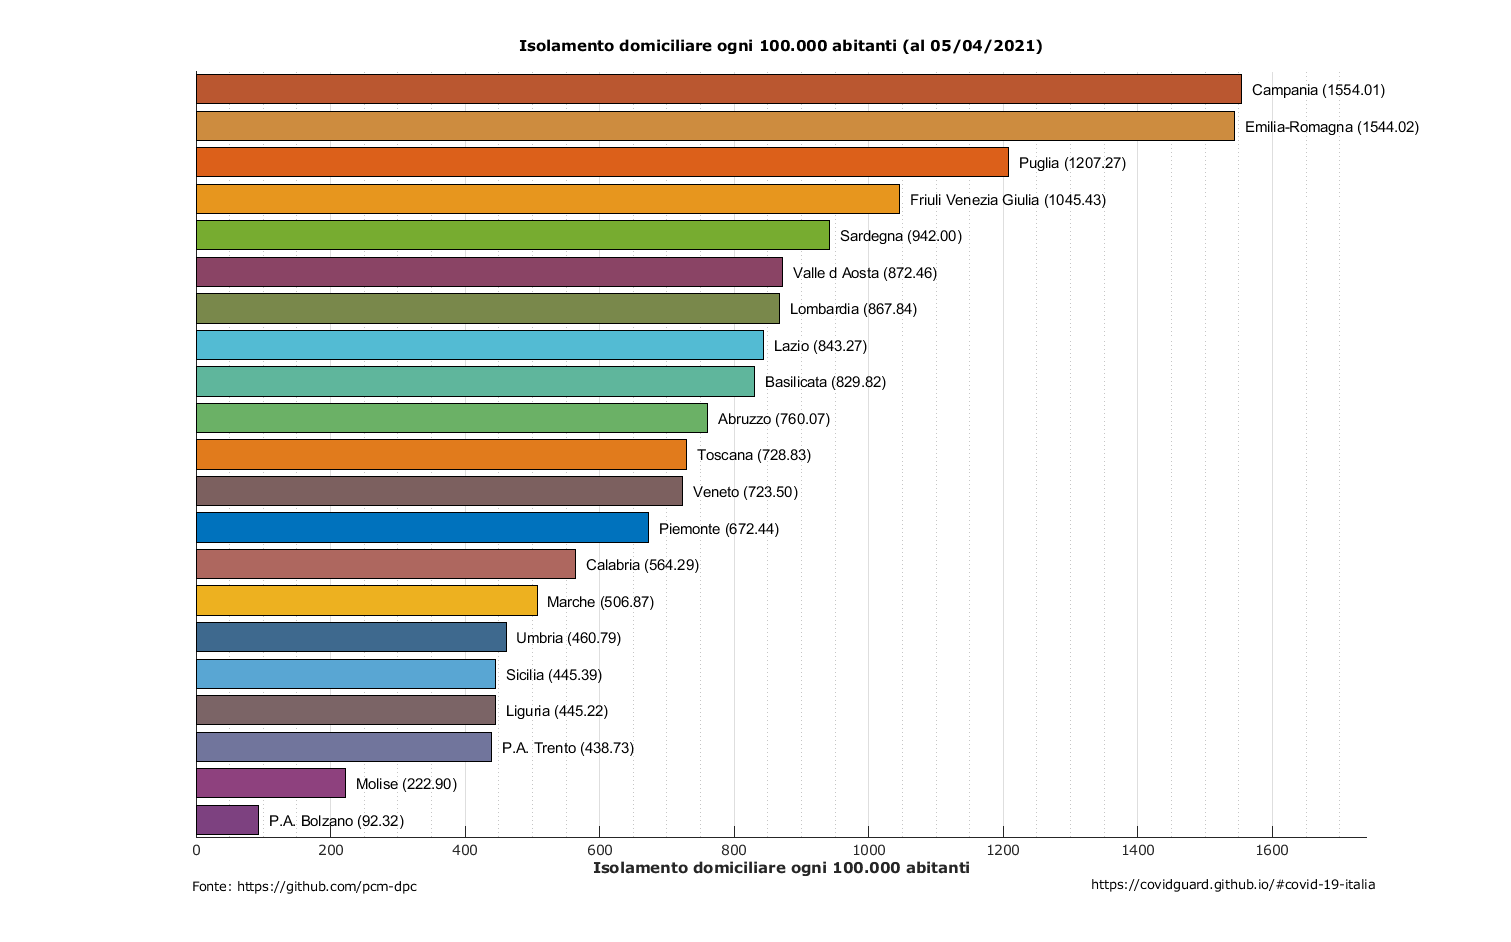 Isolamento domiciliare ogni 100.000 abitanti (al 05/04/2021)
Campania (1554.01)
Emilia-Romagna (1544.02)
Puglia (1207.27)
Friuli Venezia Giulia (1045.43)
Sardegna (942.00)
Valle d Aosta (872.46)
Lombardia (867.84)
Lazio (843.27)
Basilicata (829.82)
Abruzzo (760.07)
Toscana (728.83)
Veneto (723.50)
Piemonte (672.44)
Calabria (564.29)
Marche (506.87)
Umbria (460.79)
Sicilia (445.39)
Liguria (445.22)
P.A. Trento (438.73)
Molise (222.90)
P.A. Bolzano (92.32)
0 200 400 600 800 1000 1200 1400 1600
Isolamento domiciliare ogni 100.000 abitanti
Fonte: https://github.com/pcm-dpc
https://covidguard.github.io/#covid-19-italia